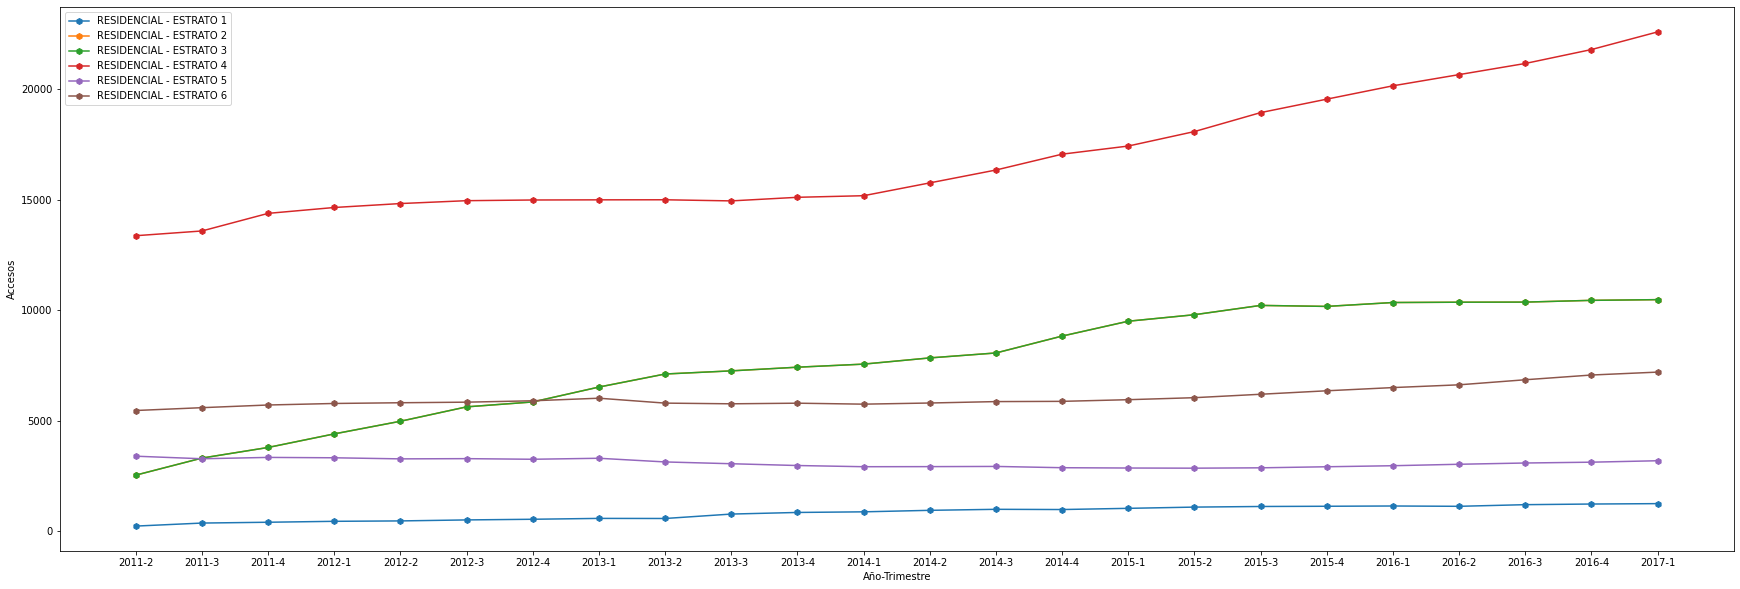 RESIDENCIAL - ESTRATO 1
RESIDENCIAL - ESTRATO 2
RESIDENCIAL - ESTRATO 3
RESIDENCIAL - ESTRATO 4
RESIDENCIAL - ESTRATO 5
RESIDENCIAL - ESTRATO 6
20000
15000
10000
5000
0
Accesos
2011-2 2011-3 2011-4 2012-1 2012-2 2012-3 2012-4 2013-1 2013-2 2013-3 2013-4 2014-1 2014-2 2014-3 2014-4 2015-1 2015-2 2015-3 2015-4 2016-1 2016-2 2016-3 2016-4 2017-1
Año-Trimestre